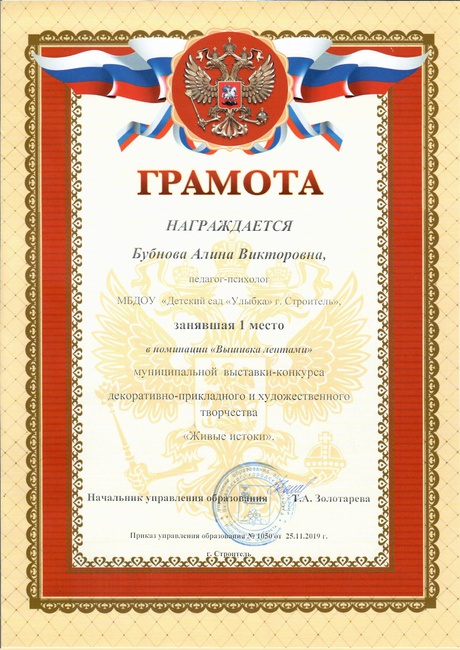 ГРАМОТА
НАГРАЖДАЕТСЯ
Бубнова Алина Викторовна,
педагог-психолог
МБДОУ «Детский сад «Улыбка» г. Строитель».
занявшая 1 место
в номинации «Вышивка лентами»
муниципальной выставки-конкурса
декоративно-прикладного и художественного
творчества
«Живые истоки».
Начальник управления образования Т.А. Золотарева
Приказ управления образования № 1050 от 25.11.2019 г.
г. Строитель